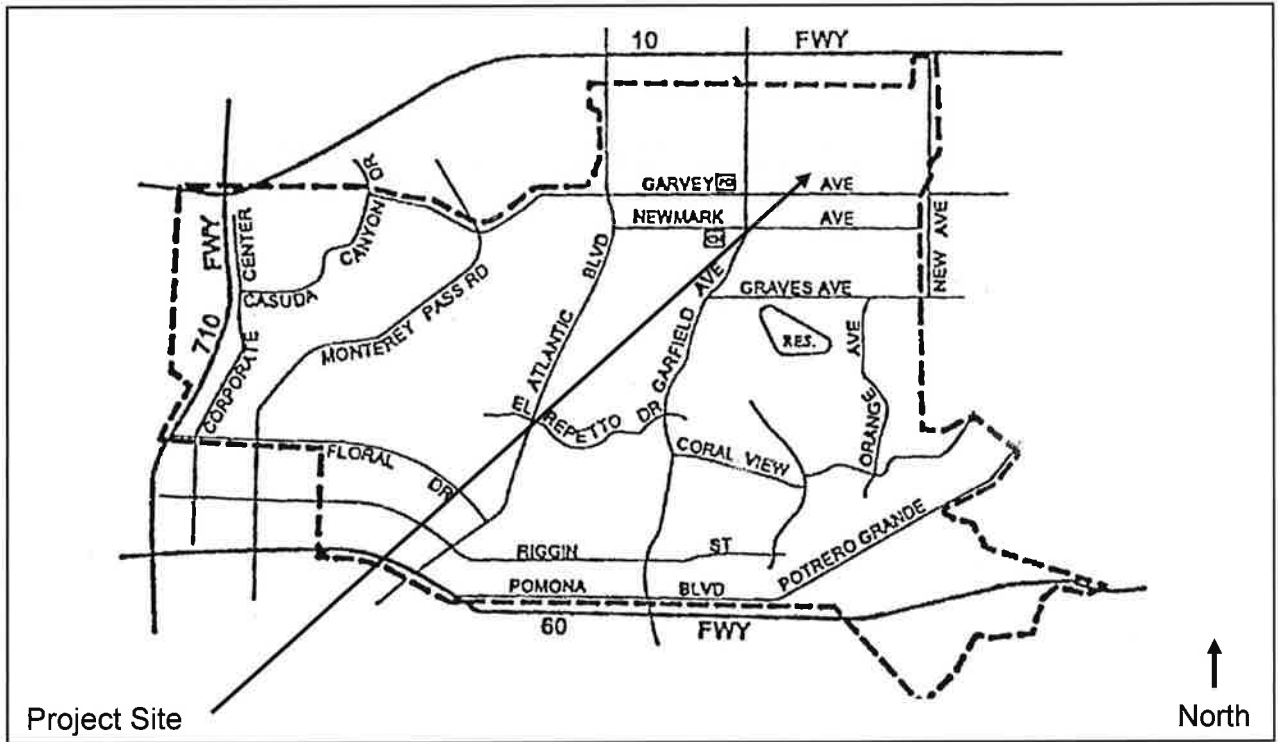 10 FWY
DR
GARVEY PO AVE
NEWMARK AVE
FWY
CENTER
CANYON
CASUDA
BLVD
AVE
NEW AVE
GRAVES AVE
710
CORPORATE
MONTEREY PASS RD
ATLANTIC
GARFIELD
RES.
AVE
EL REPETTO DR
ORANGE
FLORAL
DR
CORAL VIEW
RIGGIN ST
POTRERO GRANDE
POMONA BLVD
60 FWY
Project Site
North